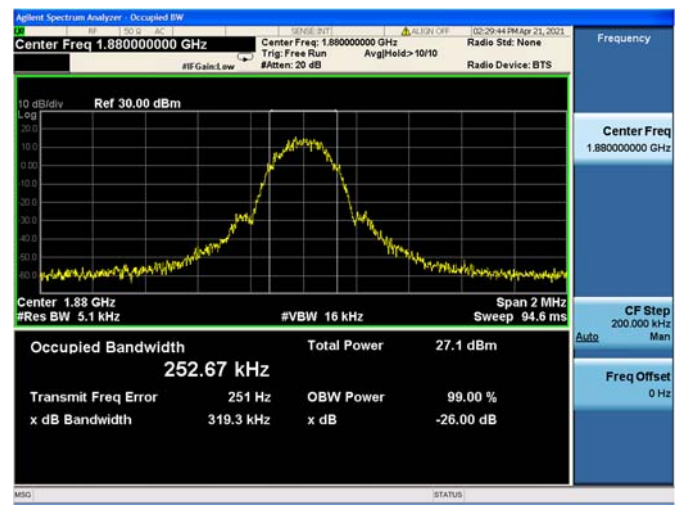 Agilent Spectrum Analyzer - Occupied BW
RF 50 Ω AC SENSE:INT ALIGN OFF 02:29:44 PM Apr 21, 2021
Center Freq 1.880000000 GHz Center Freq: 1.880000000 GHz Radio Std: None Frequency
Trig: Free Run Avg|Hold:>10/10
#IFGain:Low #Atten: 20 dB Radio Device: BTS
10 dB/div Ref 30.00 dBm
Log
20.0
10.0
0.00
-10.0
-20.0
-30.0
-40.0
-50.0
-60.0
Center 1.88 GHz Span 2 MHz
#Res BW 5.1 kHz #VBW 16 kHz Sweep 94.6 ms
Occupied Bandwidth Total Power 27.1 dBm
252.67 kHz
Transmit Freq Error 251 Hz OBW Power 99.00 %
x dB Bandwidth 319.3 kHz x dB -26.00 dB
Center Freq
1.880000000 GHz
CF Step
200.000 kHz
Auto Man
Freq Offset
0 Hz
MSG STATUS